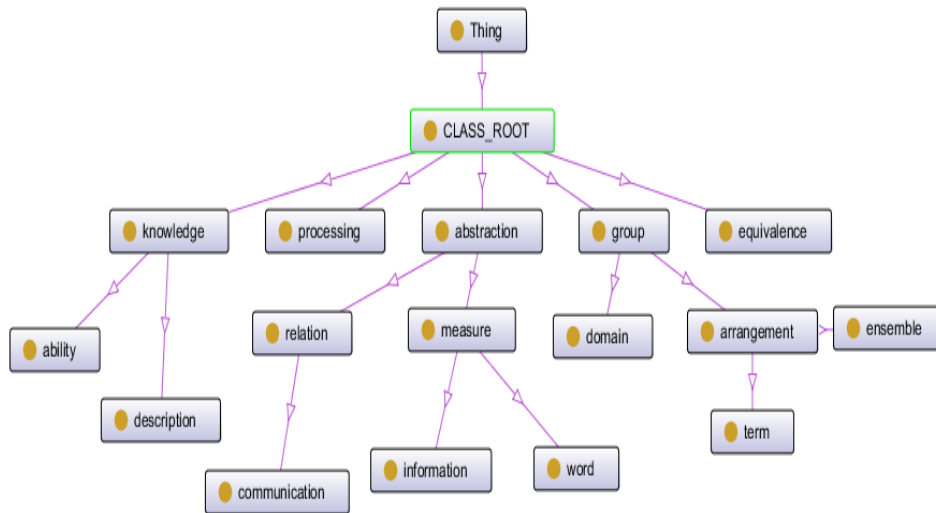 Thing
CLASS_ROOT
knowledge
processing
abstraction
group
equivalence
ability
relation
measure
domain
arrangement
ensemble
description
term
communication
information
word